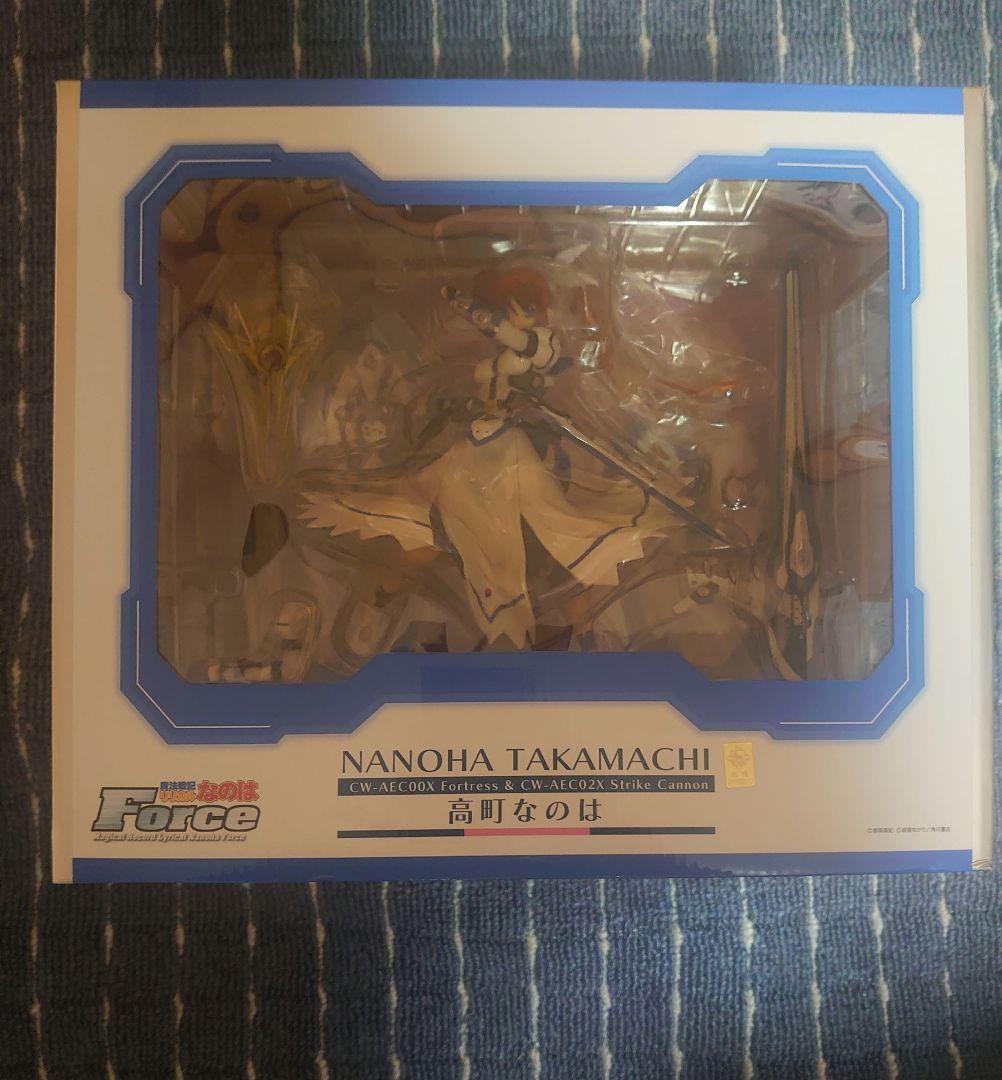 NANOHA TAKAMACHI
CW-AEC00X Fortress & CW-AEC02X Strike Cannon
高町なのは
魔法戦記
リリカルなのは
Force
Magical Record Lyrical Nanoha Force